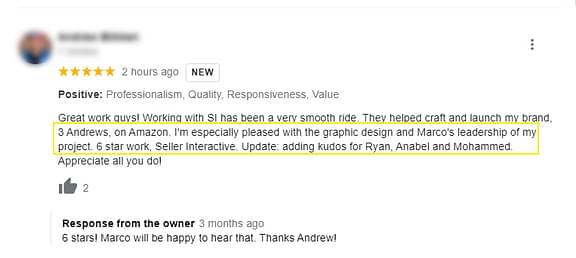 2 hours ago NEW
Positive: Professionalism, Quality, Responsiveness, Value
Great work guys! Working with SI has been a very smooth ride. They helped craft and launch my brand,
3 Andrews, on Amazon. I'm especially pleased with the graphic design and Marco's leadership of my
project. 6 star work, Seller Interactive. Update: adding kudos for Ryan, Anabel and Mohammed.
Appreciate all you do!
2
Response from the owner 3 months ago
6 stars! Marco will be happy to hear that. Thanks Andrew!